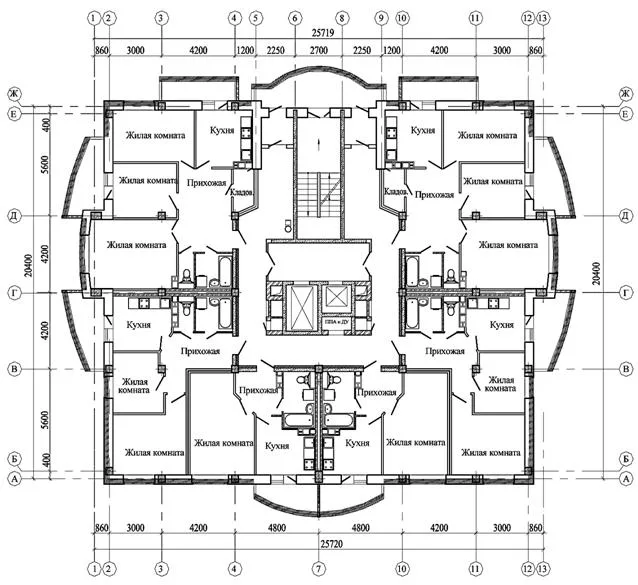 1 2 3 4 5 6 8 9 10 11 12 13
25719
860 3000 4200 1200 2250 2700 2250 1200 4200 3000 860
Ж Ж
Е Е
400
Кухня Кухня
Жилая комната Жилая комната
5600
Прихожая Прихожая
Жилая комната Жилая комната
Кладов. Кладов.
Д Д
Жилая комната Жилая комната
4200
20400 20400
Г Г
4200
Кухня ППА и ДУ Кухня
Прихожая Прихожая
В В
Жилая комната Жилая комната
Прихожая Прихожая
5600
Жилая комната Жилая комната Кухня Кухня Жилая комната Жилая комната
Б Б
400
А А
860 3000 4200 4800 4800 4200 3000 860
25720
1 2 3 4 7 10 11 12 13